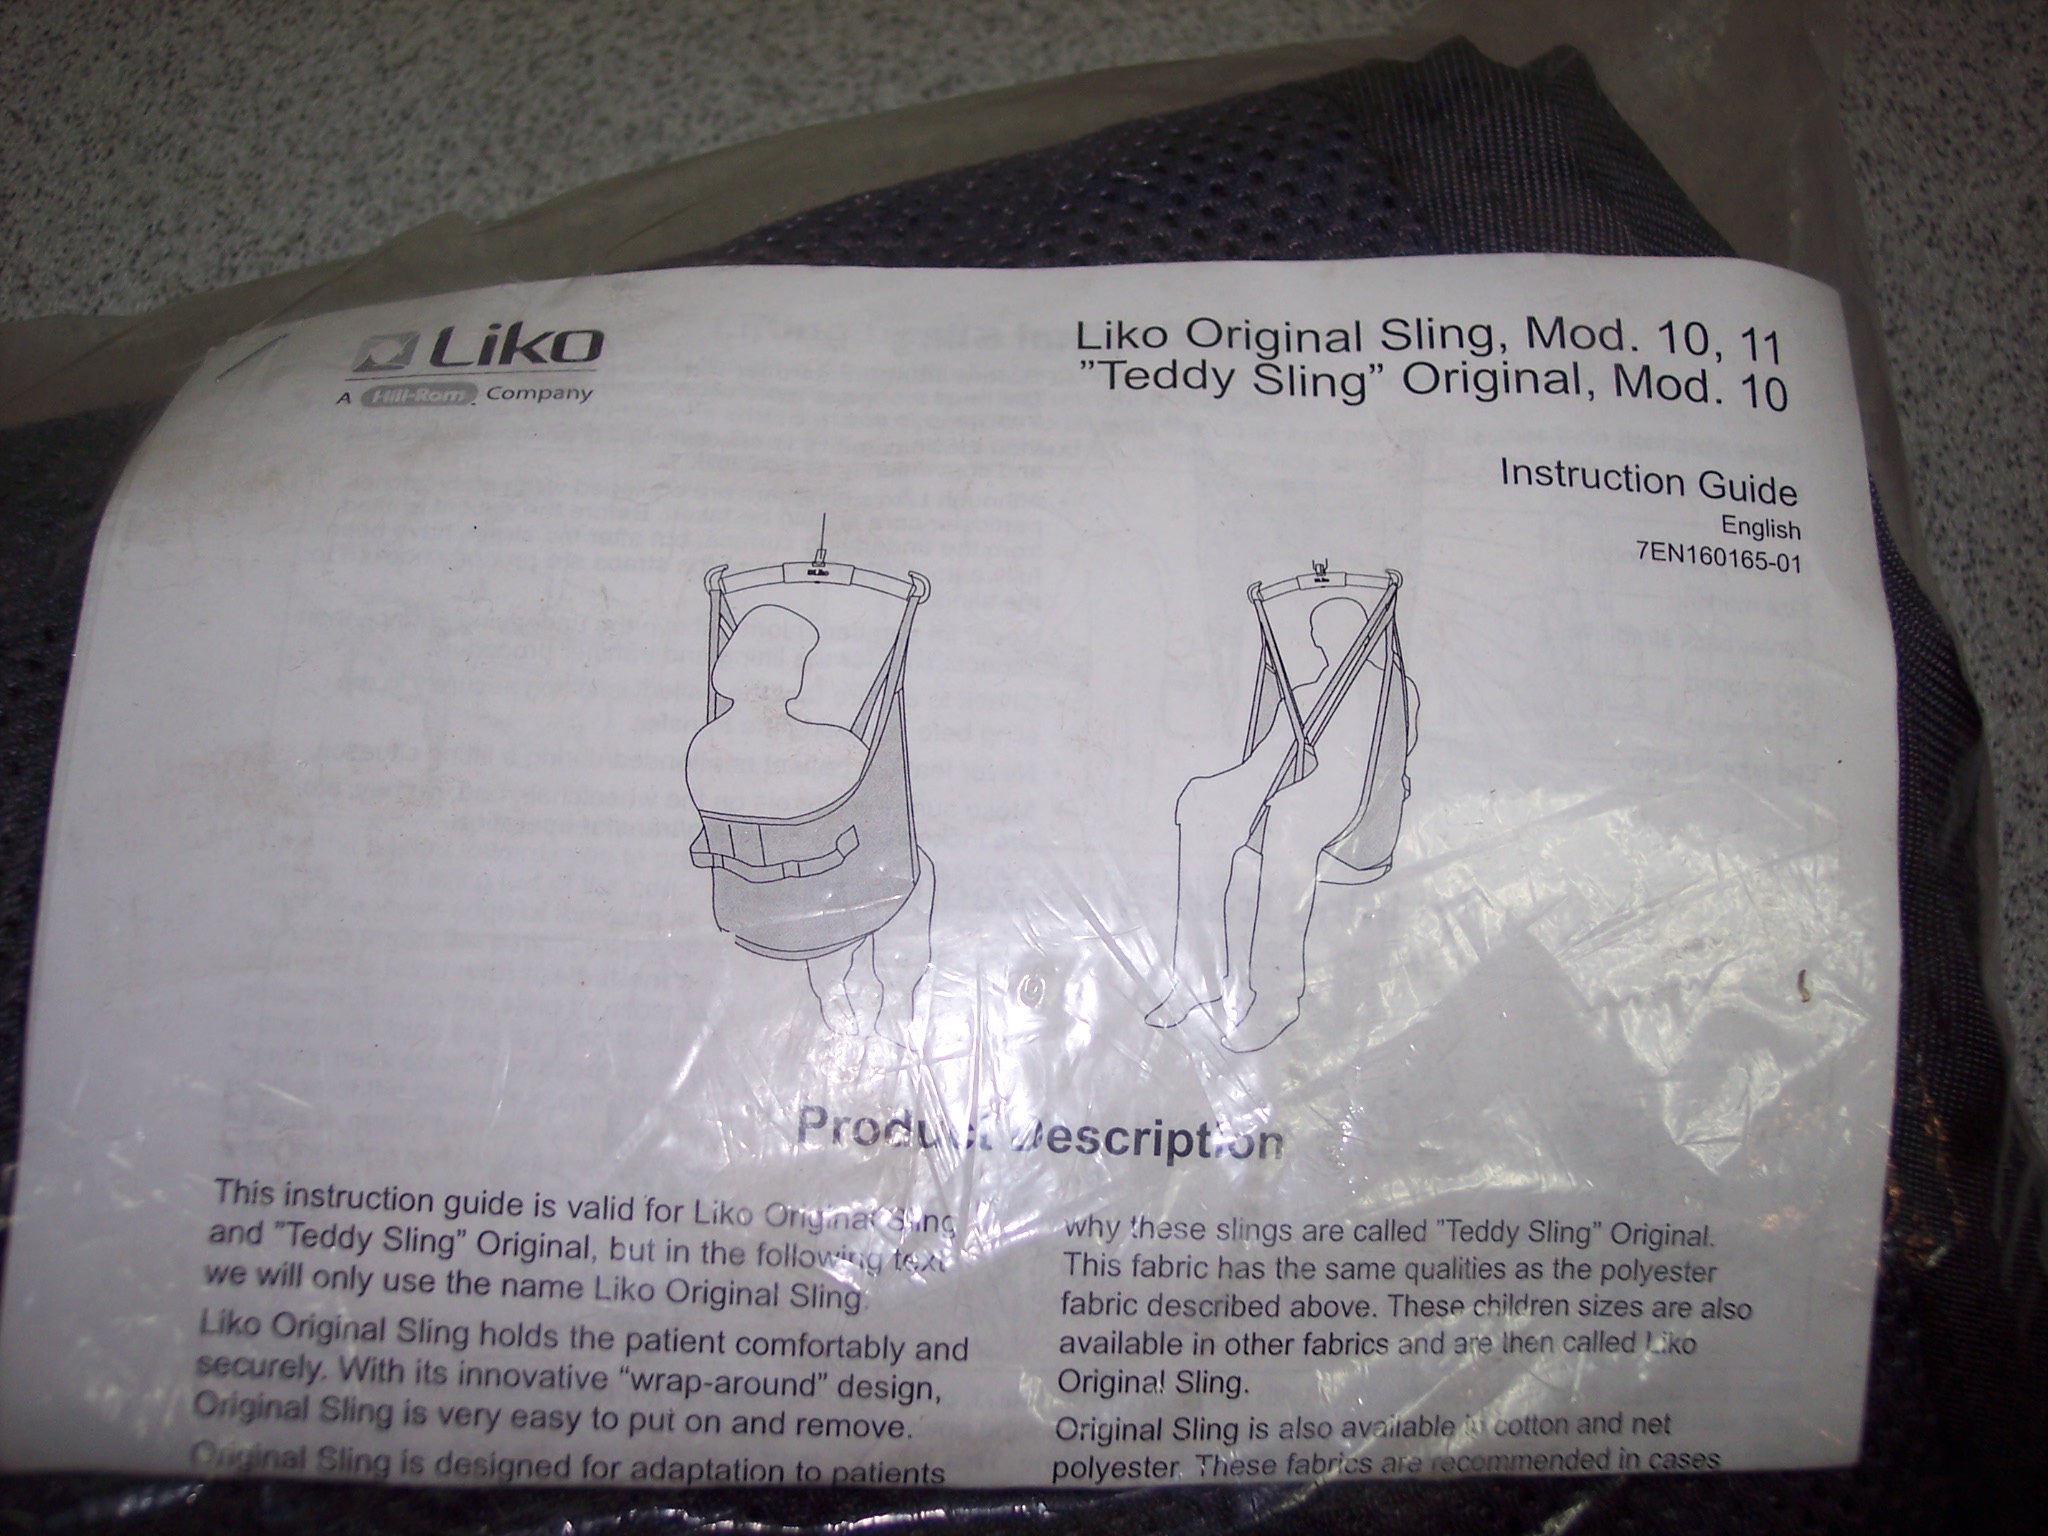 Liko
A Hill-Rom Company
Liko Original Sling, Mod. 10, 11
”Teddy Sling” Original, Mod. 10
Instruction Guide
English
7EN160165-01
Product Description
This instruction guide is valid for Liko Original Sling
and ”Teddy Sling” Original, but in the following text
we will only use the name Liko Original Sling.
Liko Original Sling holds the patient comfortably and
securely. With its innovative “wrap-around” design,
Original Sling is very easy to put on and remove.
Original Sling is designed for adaptation to patients
why these slings are called ”Teddy Sling” Original.
This fabric has the same qualities as the polyester
fabric described above. These children sizes are also
available in other fabrics and are then called Liko
Original Sling.
Original Sling is also available in cotton and net
polyester. These fabrics are recommended in cases